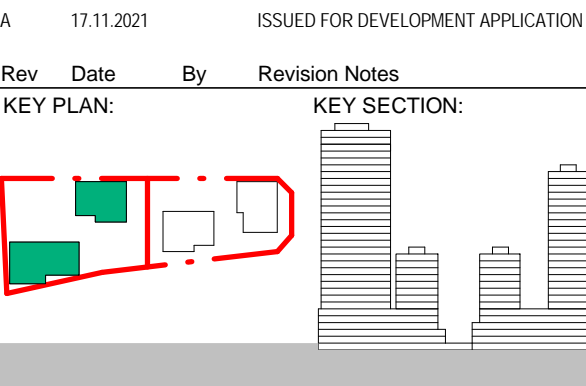 A 17.11.2021 ISSUED FOR DEVELOPMENT APPLICATION
Rev Date By Revision Notes
KEY PLAN: KEY SECTION: